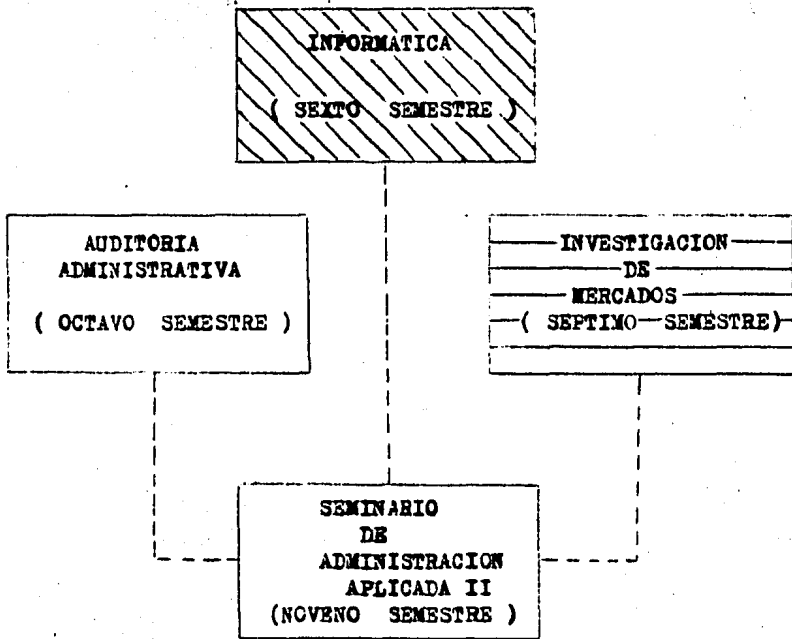 INFORMATICA
( SEXTO SEMESTRE )
AUDITORIA
ADMINISTRATIVA
( OCTAVO SEMESTRE )
INVESTIGACION
DE
MERCADOS
( SEPTIMO SEMESTRE)
SEMINARIO
DE
ADMINISTRACION
APLICADA II
(NOVENO SEMESTRE )